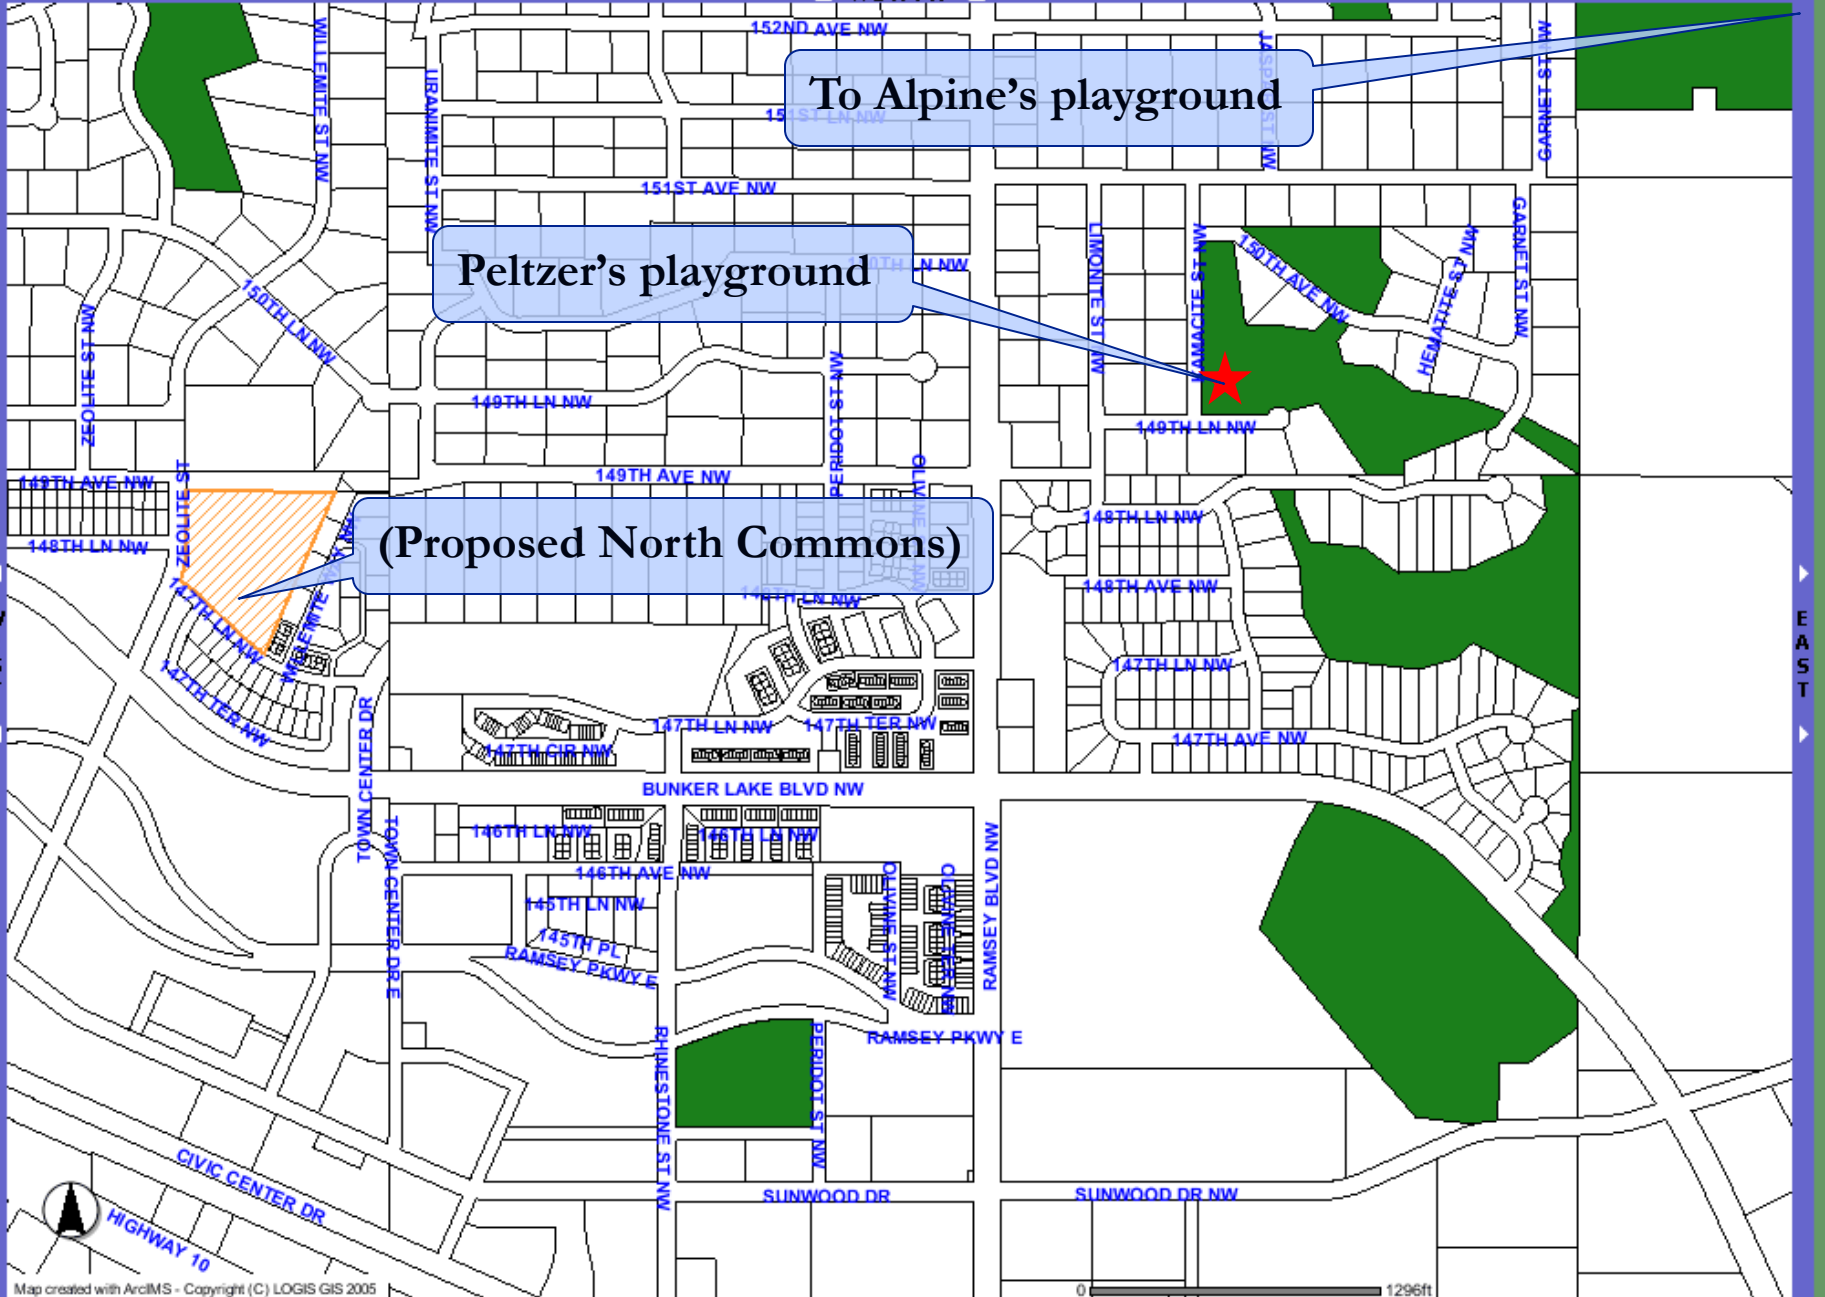 152ND AVE NW
WILLEMITE ST NW
URANIMITE ST NW
To Alpine's playground
GARNET ST NW
151ST LN NW
151ST AVE NW
Peltzer's playground
150TH LN NW
LIMONITE ST NW
KAMACITE ST NW
150TH AVE NW
HEMATITE ST NW
GARNET ST NW
150TH LN NW
ZEOLITE ST NW
149TH LN NW
PERIDOT ST NW
149TH LN NW
149TH AVE NW
149TH AVE NW
ZEOLITE ST
148TH LN NW
(Proposed North Commons)
148TH LN NW
148TH AVE NW
147TH LN NW
147TH TER NW
147TH LN NW
TOWN CENTER DR
147TH LN NW
147TH TER NW
147TH CIR NW
147TH AVE NW
BUNKER LAKE BLVD NW
146TH LN NW
146TH LN NW
146TH AVE NW
TOWN CENTER DR E
145TH LN NW
145TH PL
RAMSEY PKWY E
OLIVINE ST NW
OLIVINE TER NW
RAMSEY BLVD NW
RAMSEY PKWY E
RHINESTONE ST NW
PERIDOT ST NW
EAST
CIVIC CENTER DR
HIGHWAY 10
SUNWOOD DR
SUNWOOD DR NW
Map created with ArcIMS - Copyright (C) LOGIS GIS 2005
0 1296ft